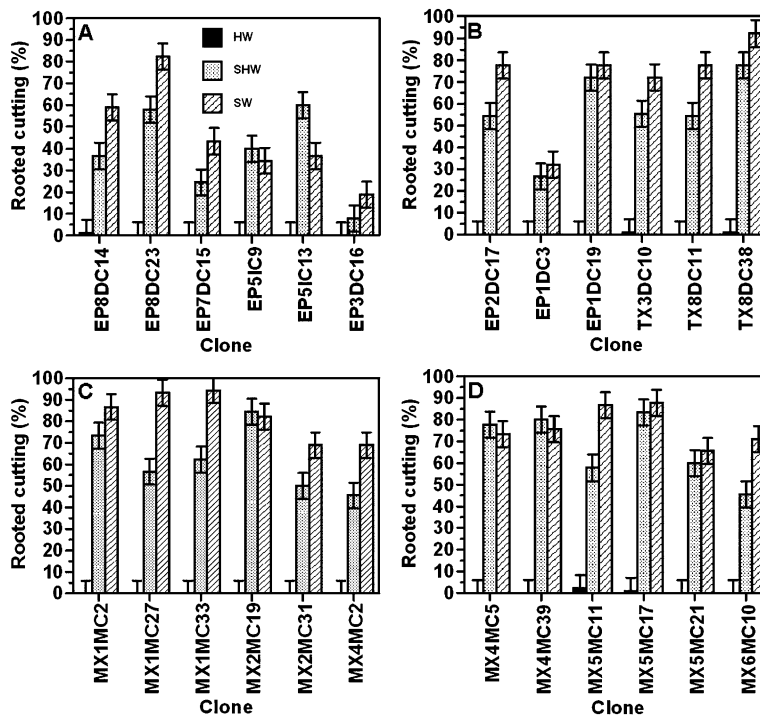 A
Rooted cutting (%)
100
90
80
70
60
50
40
30
20
10
0
HW
SHW
SW
EP8DC14
EP8DC23
EP7DC15
EP5IC9
EP5IC13
EP3DC16
Clone
B
Rooted cutting (%)
100
90
80
70
60
50
40
30
20
10
0
EP2DC17
EP1DC3
EP1DC19
TX3DC10
TX8DC11
TX8DC38
Clone
C
Rooted cutting (%)
100
90
80
70
60
50
40
30
20
10
0
MX1MC2
MX1MC27
MX1MC33
MX2MC19
MX2MC31
MX4MC2
Clone
D
Rooted cutting (%)
100
90
80
70
60
50
40
30
20
10
0
MX4MC5
MX4MC39
MX5MC11
MX5MC17
MX5MC21
MX6MC10
Clone